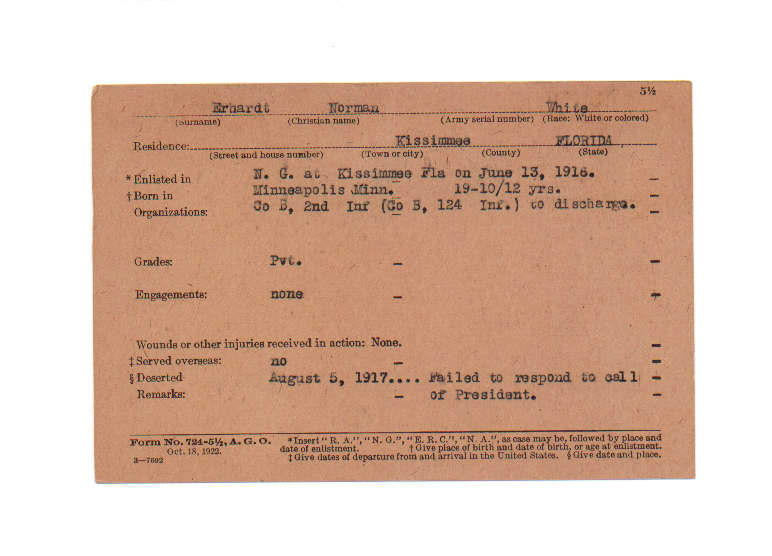 5½
Erhardt Norman White
(Surname) (Christian name) (Army serial number) (Race: White or colored)
Residence: Kissimmee FLORIDA
(Street and house number) (Town or city) (County) (State)
*Enlisted in N. G. at Kissimmee Fla on June 13, 1916.
†Born in Minneapolis Minn. 19-10/12 yrs.
Organizations: Co B, 2nd Inf (Co B, 124 Inf.) to discharge.
Grades: Pvt.
Engagements: none
Wounds or other injuries received in action: None.
‡Served overseas: no
§Deserted August 5, 1917.... Failed to respond to call
Remarks: of President.
Form No. 724-5½, A. G. O. *Insert "R. A.", "N. G.", "E. R. C.", "N. A.", as case may be, followed by place and
Oct. 18, 1922. date of enlistment. †Give place of birth and date of birth, or age at enlistment.
3—7692 ‡Give dates of departure from and arrival in the United States. §Give date and place.